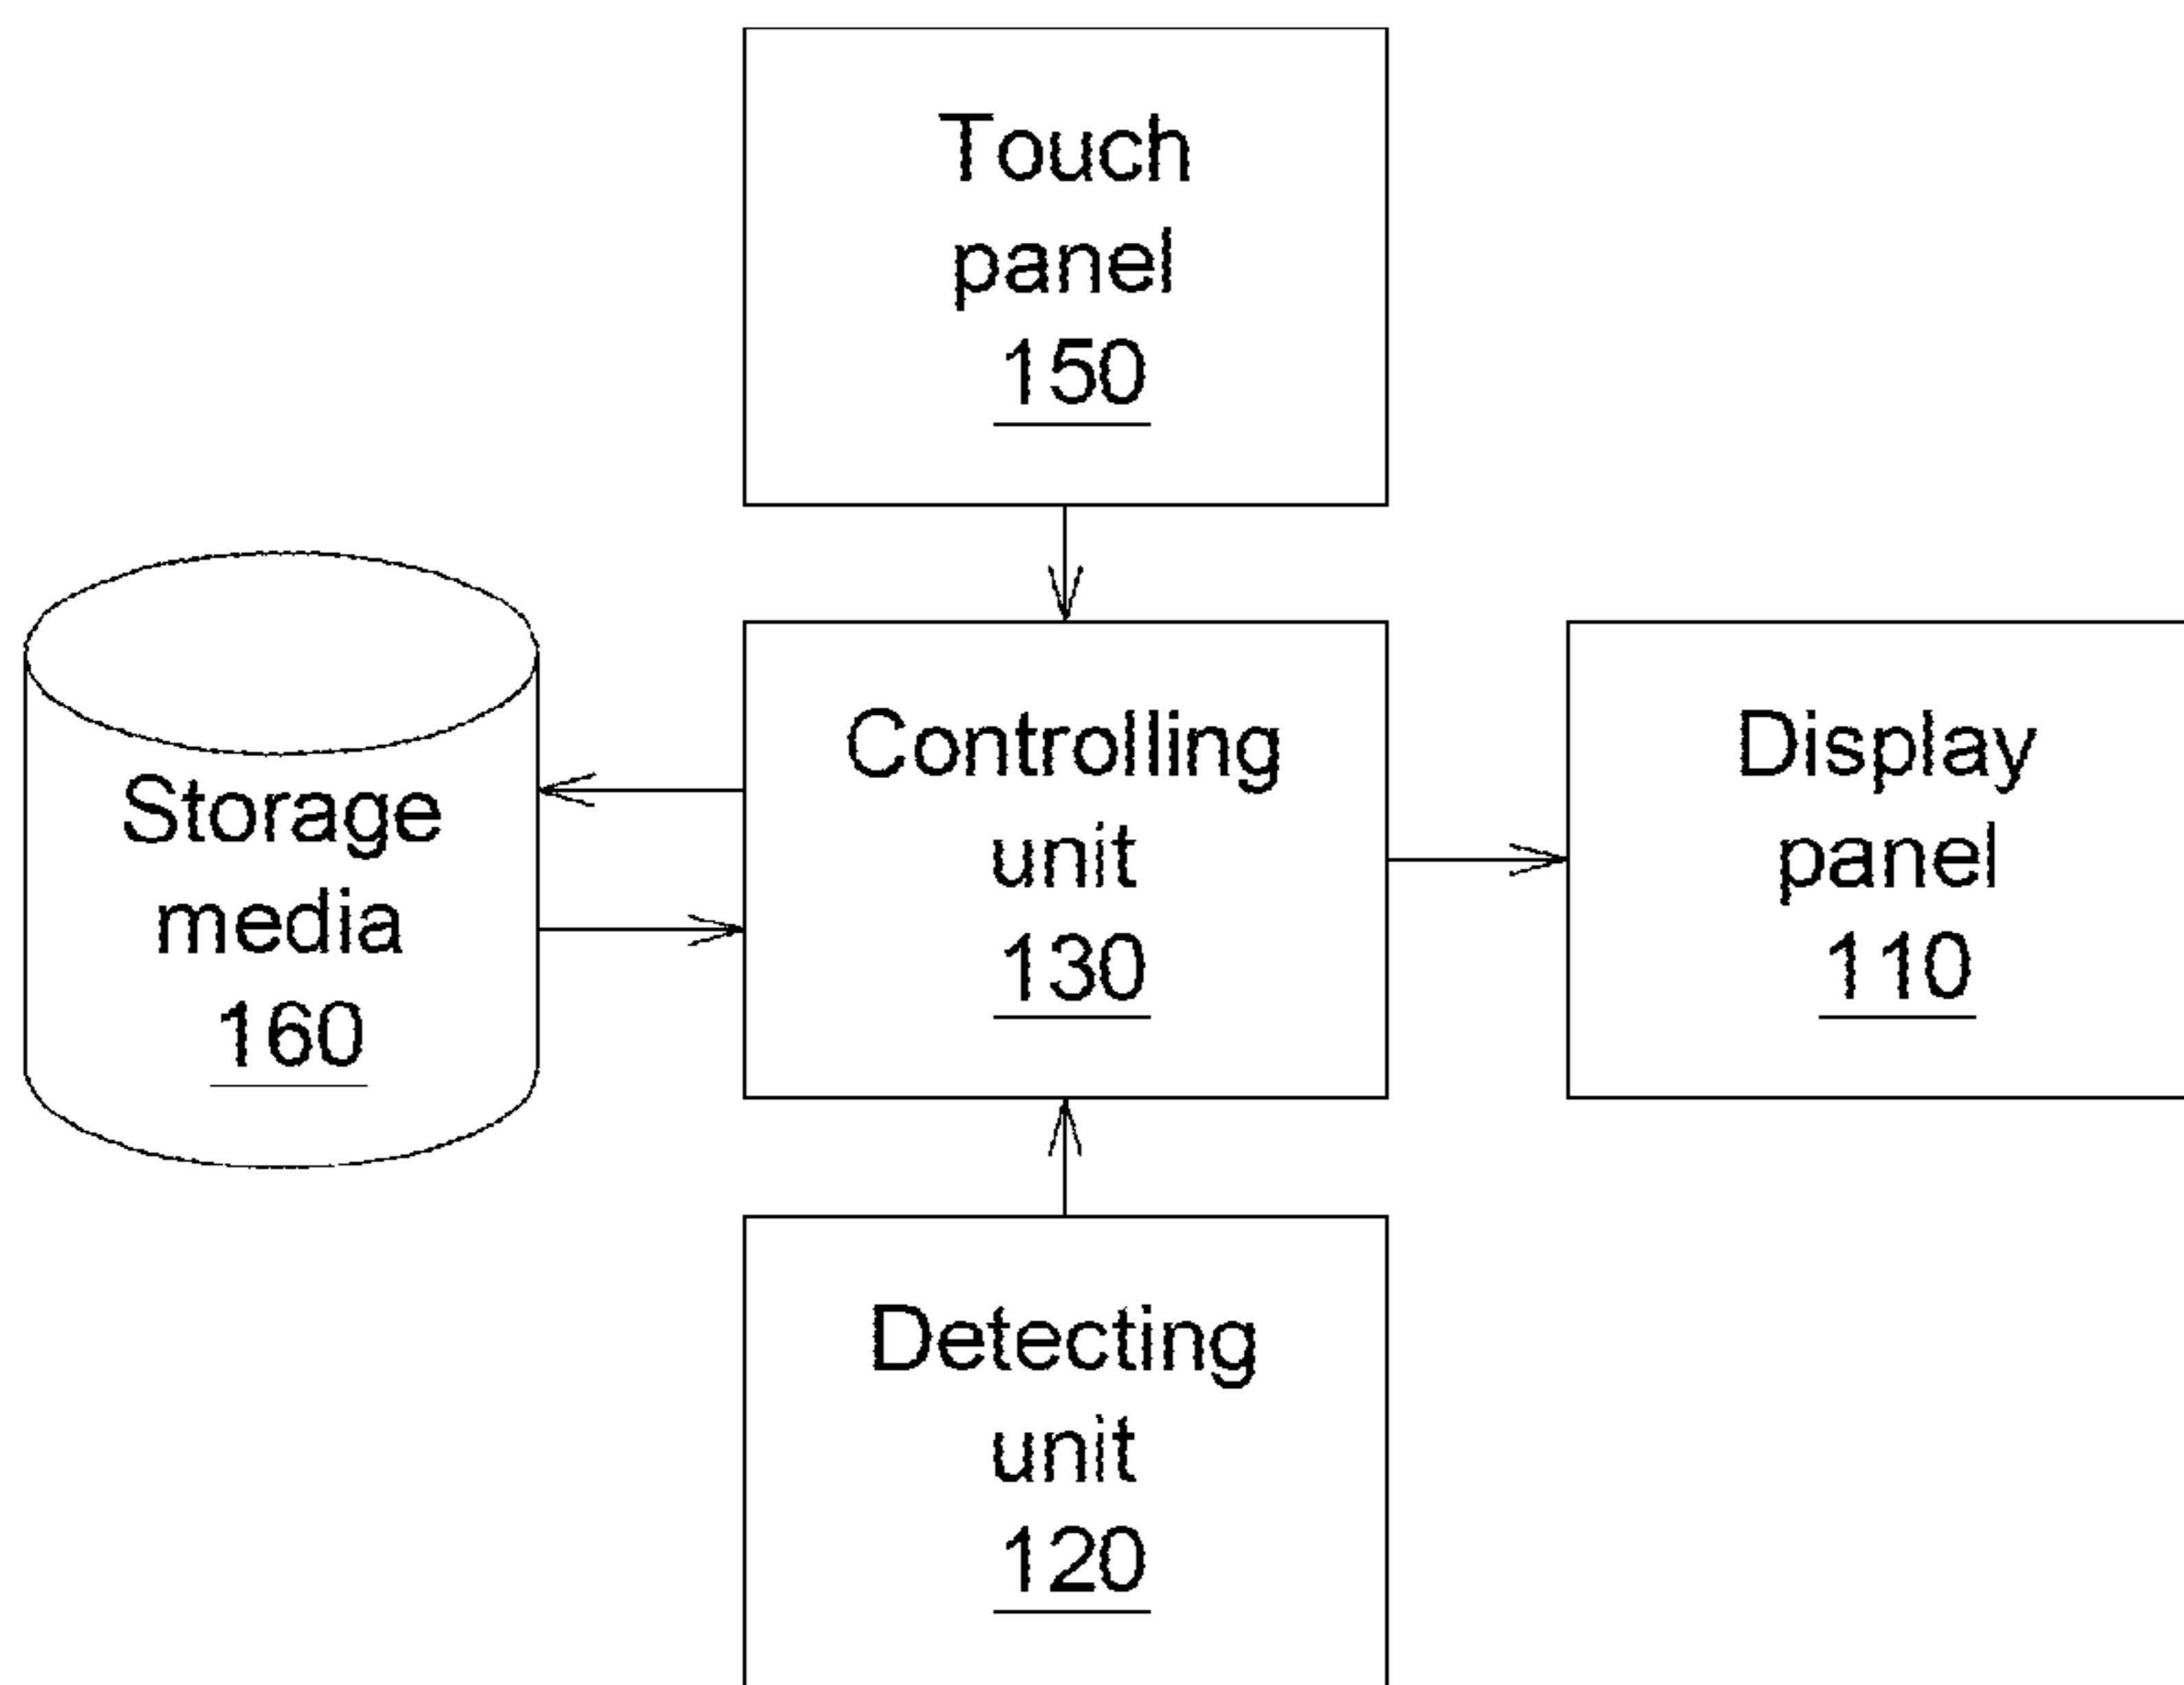 Touch
panel
150
Storage
media
160
Controlling
unit
130
Display
panel
110
Detecting
unit
120